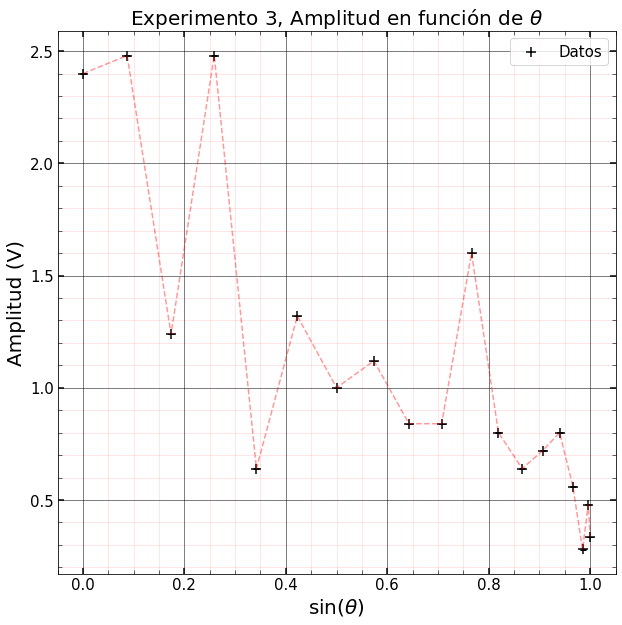 Experimento 3, Amplitud en función de θ
Datos
Amplitud (V)
2.5
2.0
1.5
1.0
0.5
0.0 0.2 0.4 0.6 0.8 1.0
sin(θ)